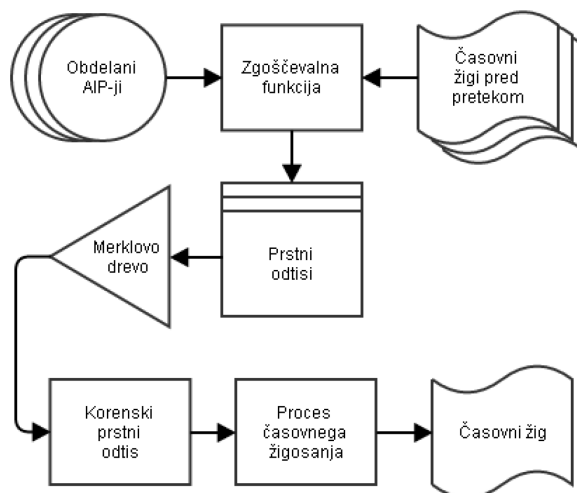 Obdelani
AIP-ji
Zgoščevalna
funkcija
Časovni
žigi pred
pretekom
Merklovo
drevo
Prstni
odtisi
Korenski
prstni
odtis
Proces
časovnega
žigosanja
Časovni žig